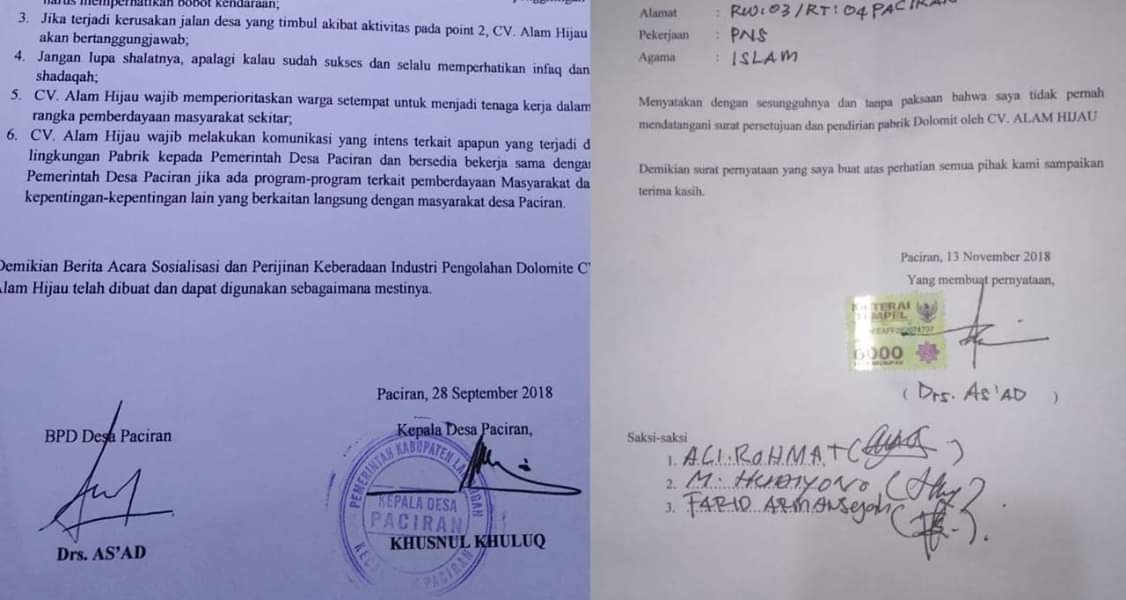 harus memperhatikan bobot kendaraan;
3. Jika terjadi kerusakan jalan desa yang timbul akibat aktivitas pada point 2, CV. Alam Hijau
akan bertanggungjawab;
4. Jangan lupa shalatnya, apalagi kalau sudah sukses dan selalu memperhatikan infaq dan
shadaqah;
5. CV. Alam Hijau wajib memperioritaskan warga setempat untuk menjadi tenaga kerja dalam
rangka pemberdayaan masyarakat sekitar;
6. CV. Alam Hijau wajib melakukan komunikasi yang intens terkait apapun yang terjadi d
lingkungan Pabrik kepada Pemerintah Desa Paciran dan bersedia bekerja sama dengan
Pemerintah Desa Paciran jika ada program-program terkait pemberdayaan Masyarakat da
kepentingan-kepentingan lain yang berkaitan langsung dengan masyarakat desa Paciran.
Demikian Berita Acara Sosialisasi dan Perijinan Keberadaan Industri Pengolahan Dolomite CV
Alam Hijau telah dibuat dan dapat digunakan sebagaimana mestinya.
Paciran, 28 September 2018
BPD Desa Paciran
Kepala Desa Paciran,
PEMERINTAH KABUPATEN
KEPALA DESA
PACIRAN
PACIRAN
Drs. AS'AD
KHUSNUL KHULUQ
Alamat : RW:03/RT:04 PACIRAN
Pekerjaan : PNS
Agama : ISLAM
Menyatakan dengan sesungguhnya dan tanpa paksaan bahwa saya tidak pernah
mendatangani surat persetujuan dan pendirian pabrik Dolomit oleh CV. ALAM HIJAU
Demikian surat pernyataan yang saya buat atas perhatian semua pihak kami sampaikan
terima kasih.
Paciran, 13 November 2018
Yang membuat pernyataan,
METERAI
TEMPEL
6000
( Drs. AS'AD )
Saksi-saksi
1. ALI. ROHMAT ( )
2. M. HUDIYONO ( )
3. FARID ARMANSyah ( ).